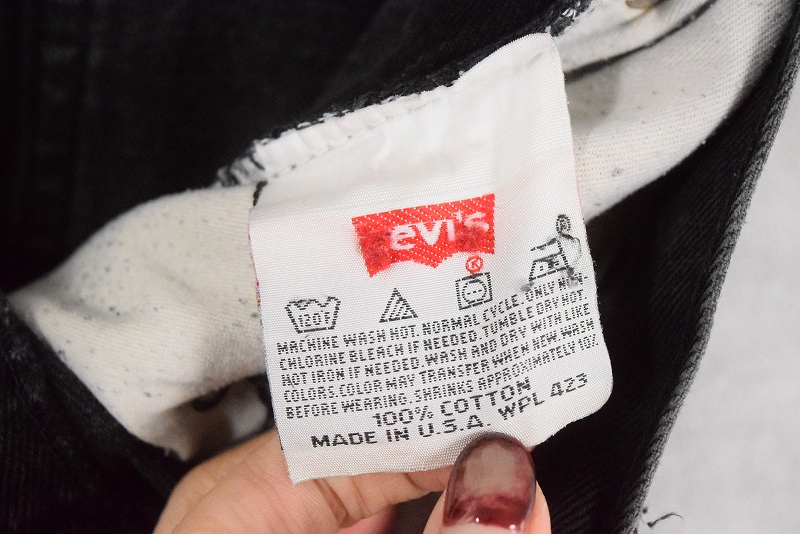 Levi's
®
120F
MACHINE WASH HOT. NORMAL CYCLE. ONLY NON-
CHLORINE BLEACH IF NEEDED. TUMBLE DRY HOT.
HOT IRON IF NEEDED. WASH AND DRY WITH LIKE
COLORS. COLOR MAY TRANSFER WHEN NEW. WASH
BEFORE WEARING. SHRINKS APPROXIMATELY 10%.
100% COTTON
MADE IN U.S.A. WPL 423